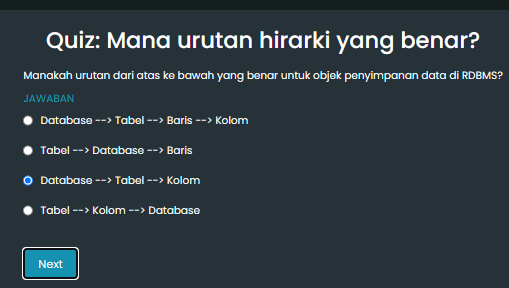 Quiz: Mana urutan hirarki yang benar?
Manakah urutan dari atas ke bawah yang benar untuk objek penyimpanan data di RDBMS?
JAWABAN
Database --> Tabel --> Baris --> Kolom
Tabel --> Database --> Baris
Database --> Tabel --> Kolom
Tabel --> Kolom --> Database
Next